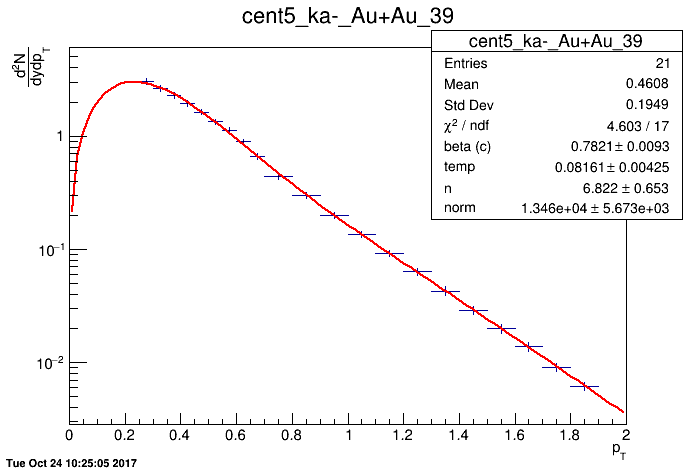 cent5_ka-_Au+Au_39
cent5_ka-_Au+Au_39
Entries 21
Mean 0.4608
Std Dev 0.1949
χ² / ndf 4.603 / 17
beta (c) 0.7821 ± 0.0093
temp 0.08161 ± 0.00425
n 6.822 ± 0.653
norm 1.346e+04 ± 5.673e+03
d²N
dydp_T
1
10⁻¹
10⁻²
0 0.2 0.4 0.6 0.8 1 1.2 1.4 1.6 1.8 2
p_T
Tue Oct 24 10:25:05 2017